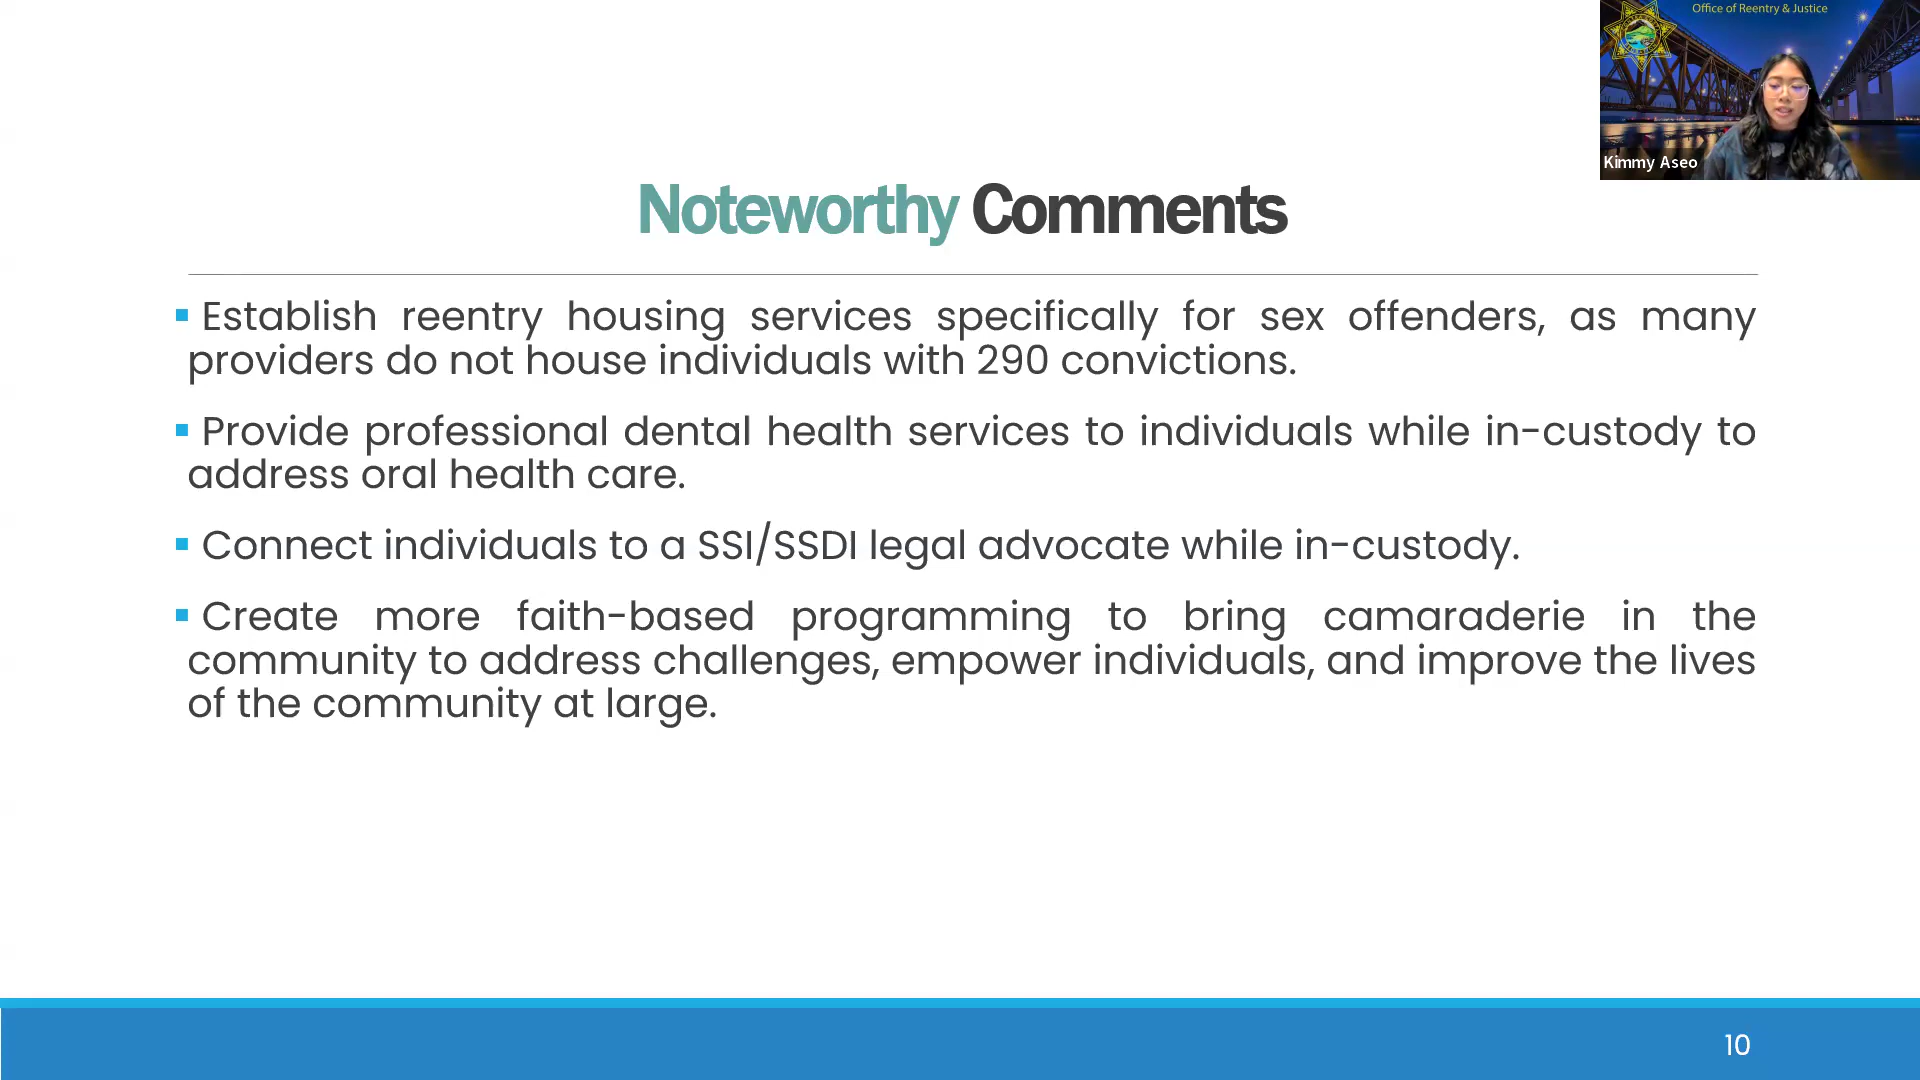 Office of Reentry & Justice
Kimmy Aseo
Noteworthy Comments
▪ Establish reentry housing services specifically for sex offenders, as many
providers do not house individuals with 290 convictions.
▪ Provide professional dental health services to individuals while in-custody to
address oral health care.
▪ Connect individuals to a SSI/SSDI legal advocate while in-custody.
▪ Create more faith-based programming to bring camaraderie in the
community to address challenges, empower individuals, and improve the lives
of the community at large.
10